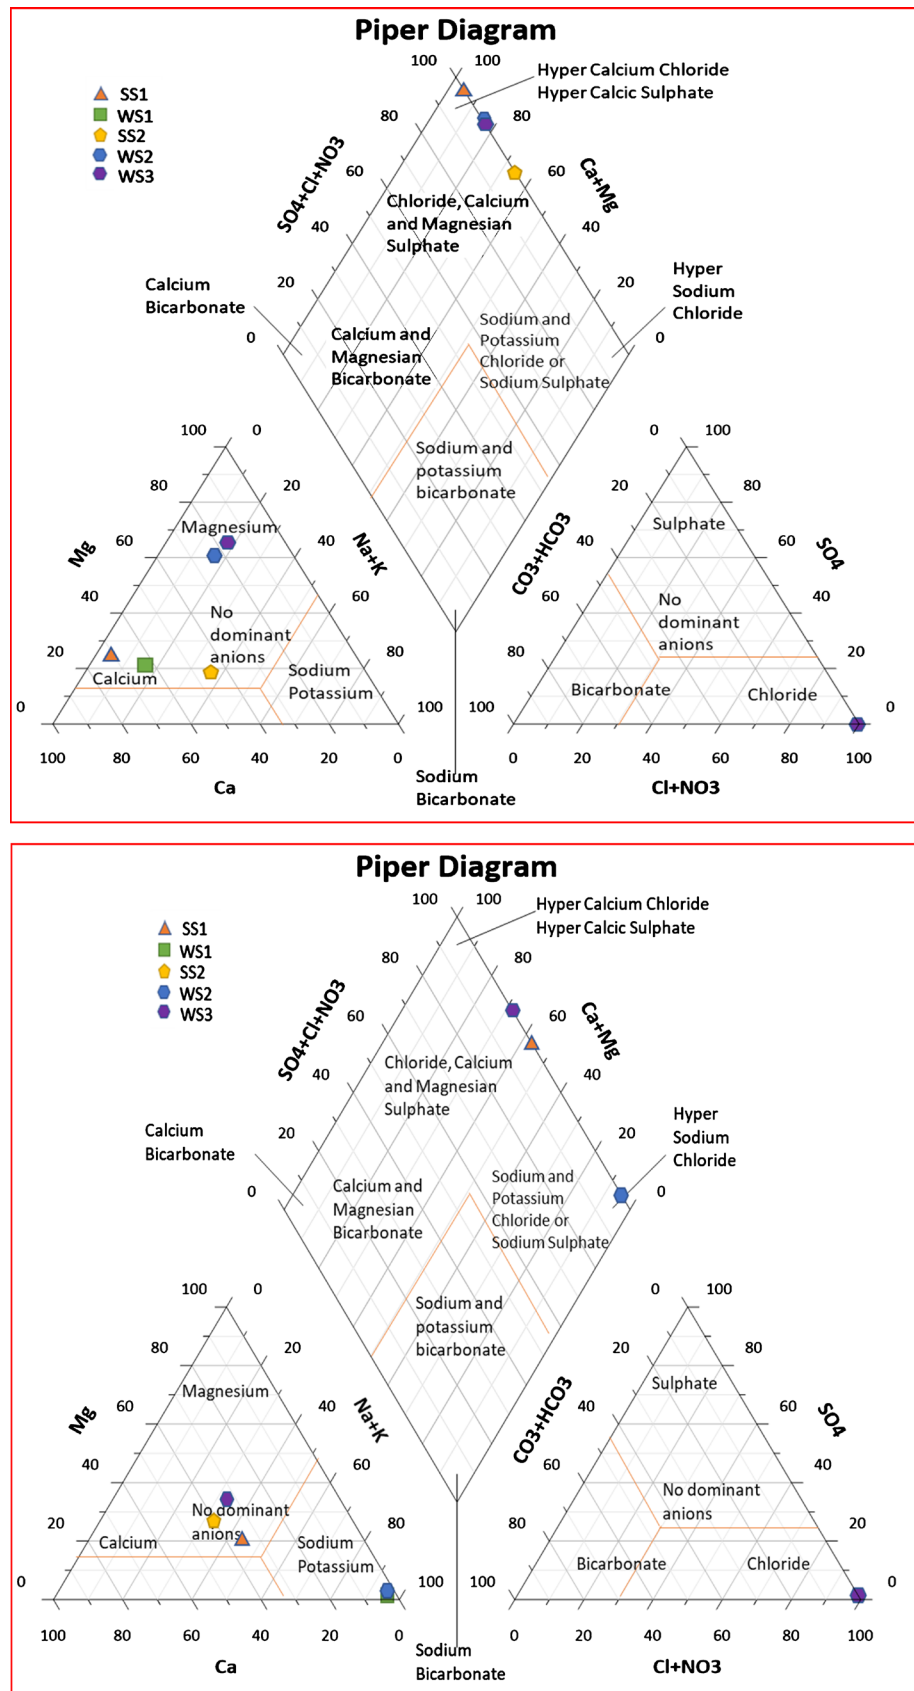 Piper Diagram
100 100
Hyper Calcium Chloride
Hyper Calcic Sulphate
SS1
WS1
SS2
WS2
WS3
80
80
SO4+Cl+NO3
Ca+Mg
60
60
Chloride, Calcium
and Magnesian
Sulphate
40
40
20
20
Calcium
Bicarbonate
Hyper
Sodium
Chloride
0
0
Calcium and
Magnesian
Bicarbonate
Sodium and
Potassium
Chloride or
Sodium Sulphate
Sodium and
potassium
bicarbonate
100 0
80 20
Magnesium
Mg
Na+K
60 40
40 60
No
dominant
anions
20 80
Calcium
Sodium
Potassium
0 100
100 80 60 40 20 0
Ca
Sodium
Bicarbonate
0 100
20 80
Sulphate
CO3+HCO3
SO4
40 60
60 40
No
dominant
anions
80 20
Bicarbonate
Chloride
100 0
0 20 40 60 80 100
Cl+NO3
Piper Diagram
100 100
Hyper Calcium Chloride
Hyper Calcic Sulphate
SS1
WS1
SS2
WS2
WS3
80
80
SO4+Cl+NO3
Ca+Mg
60
60
Chloride, Calcium
and Magnesian
Sulphate
40
40
20
20
Calcium
Bicarbonate
Hyper
Sodium
Chloride
0
0
Calcium and
Magnesian
Bicarbonate
Sodium and
Potassium
Chloride or
Sodium Sulphate
Sodium and
potassium
bicarbonate
100 0
80 20
Magnesium
Mg
Na+K
60 40
40 60
No dominant
anions
20 80
Calcium
Sodium
Potassium
0 100
100 80 60 40 20 0
Ca
Sodium
Bicarbonate
0 100
20 80
Sulphate
CO3+HCO3
SO4
40 60
60 40
No dominant
anions
80 20
Bicarbonate
Chloride
100 0
0 20 40 60 80 100
Cl+NO3